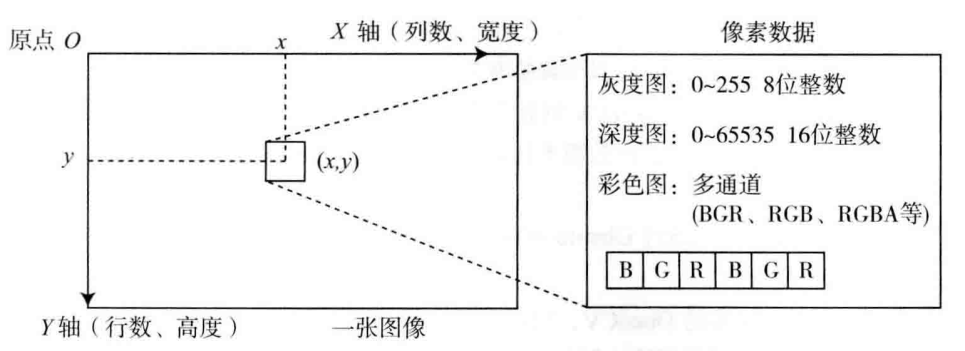 原点 O
x
X 轴（列数、宽度）
y
(x,y)
Y轴（行数、高度）
一张图像
像素数据
灰度图：0~255 8位整数
深度图：0~65535 16位整数
彩色图：多通道
(BGR、RGB、RGBA等)
B G R B G R